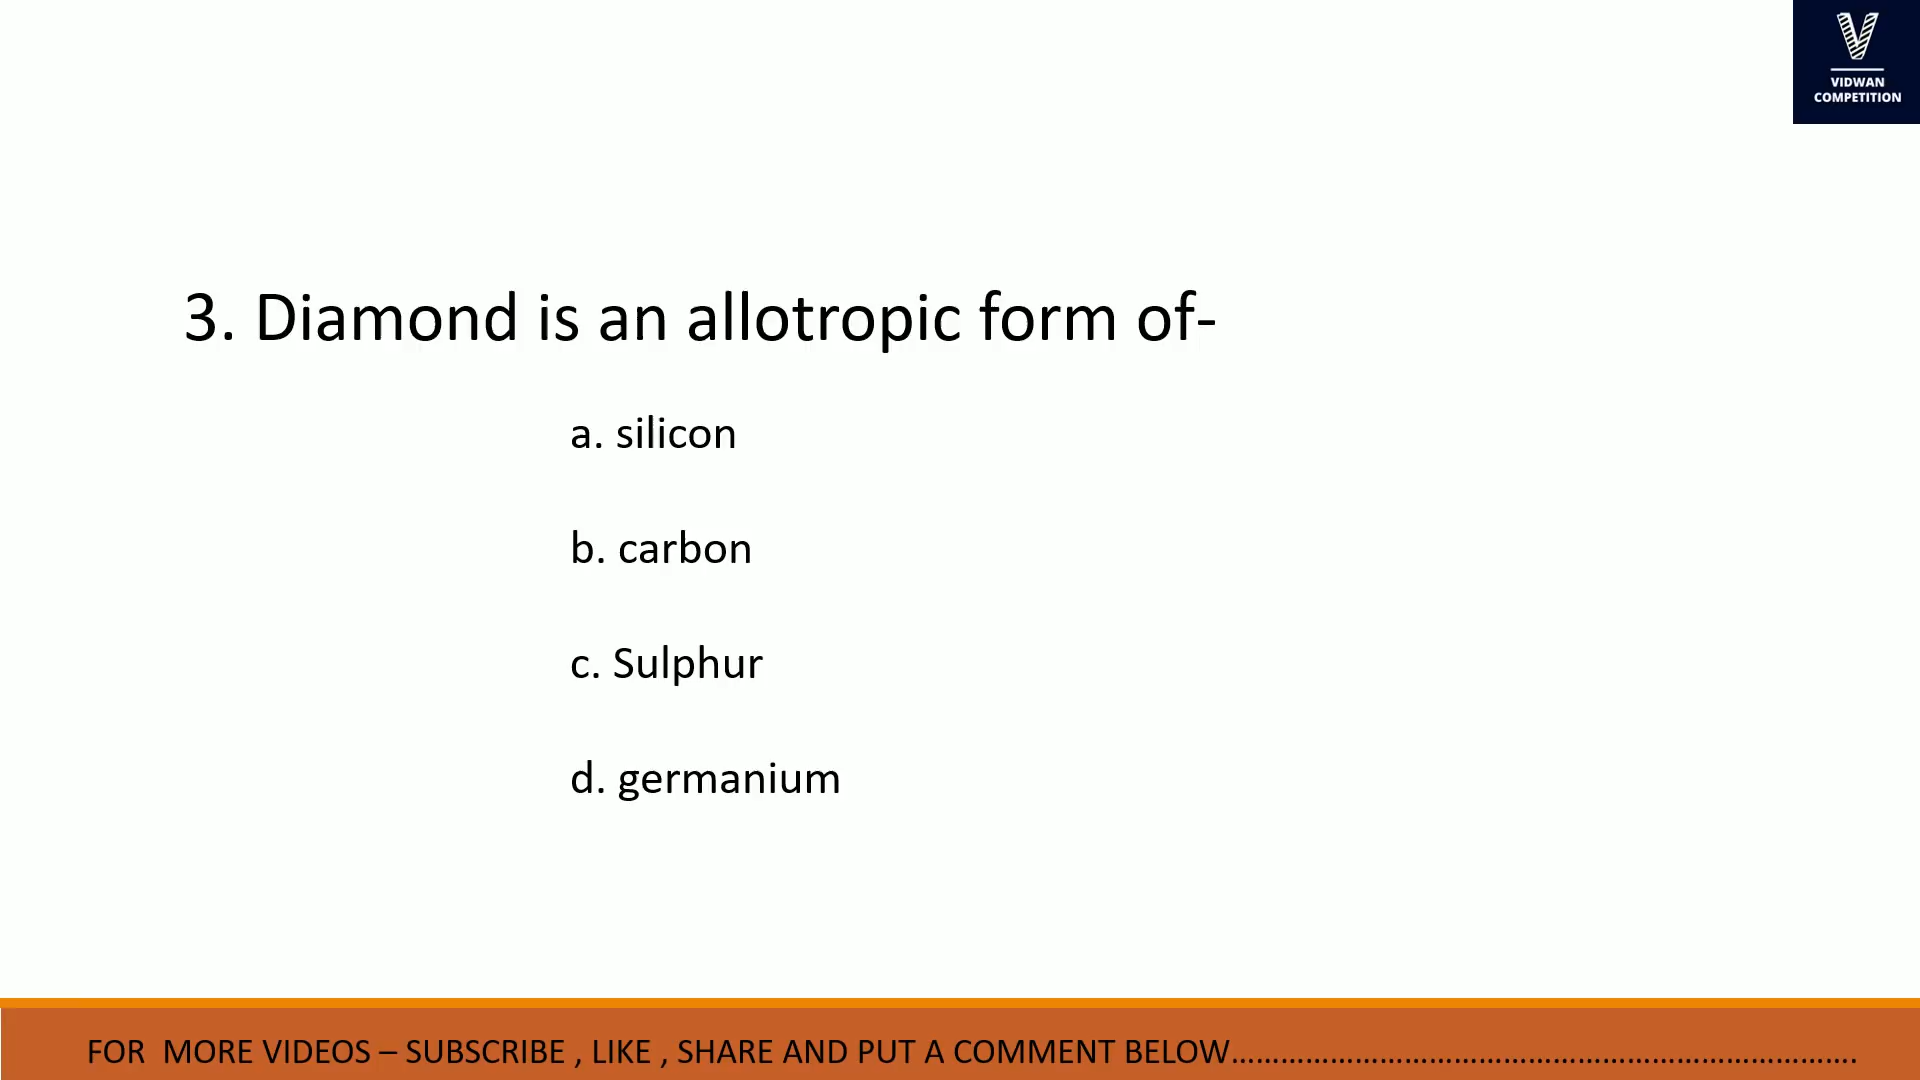 VIDWAN
COMPETITION
3. Diamond is an allotropic form of-
a. silicon
b. carbon
c. Sulphur
d. germanium
FOR  MORE VIDEOS – SUBSCRIBE , LIKE , SHARE AND PUT A COMMENT BELOW……………………………………………………………………….